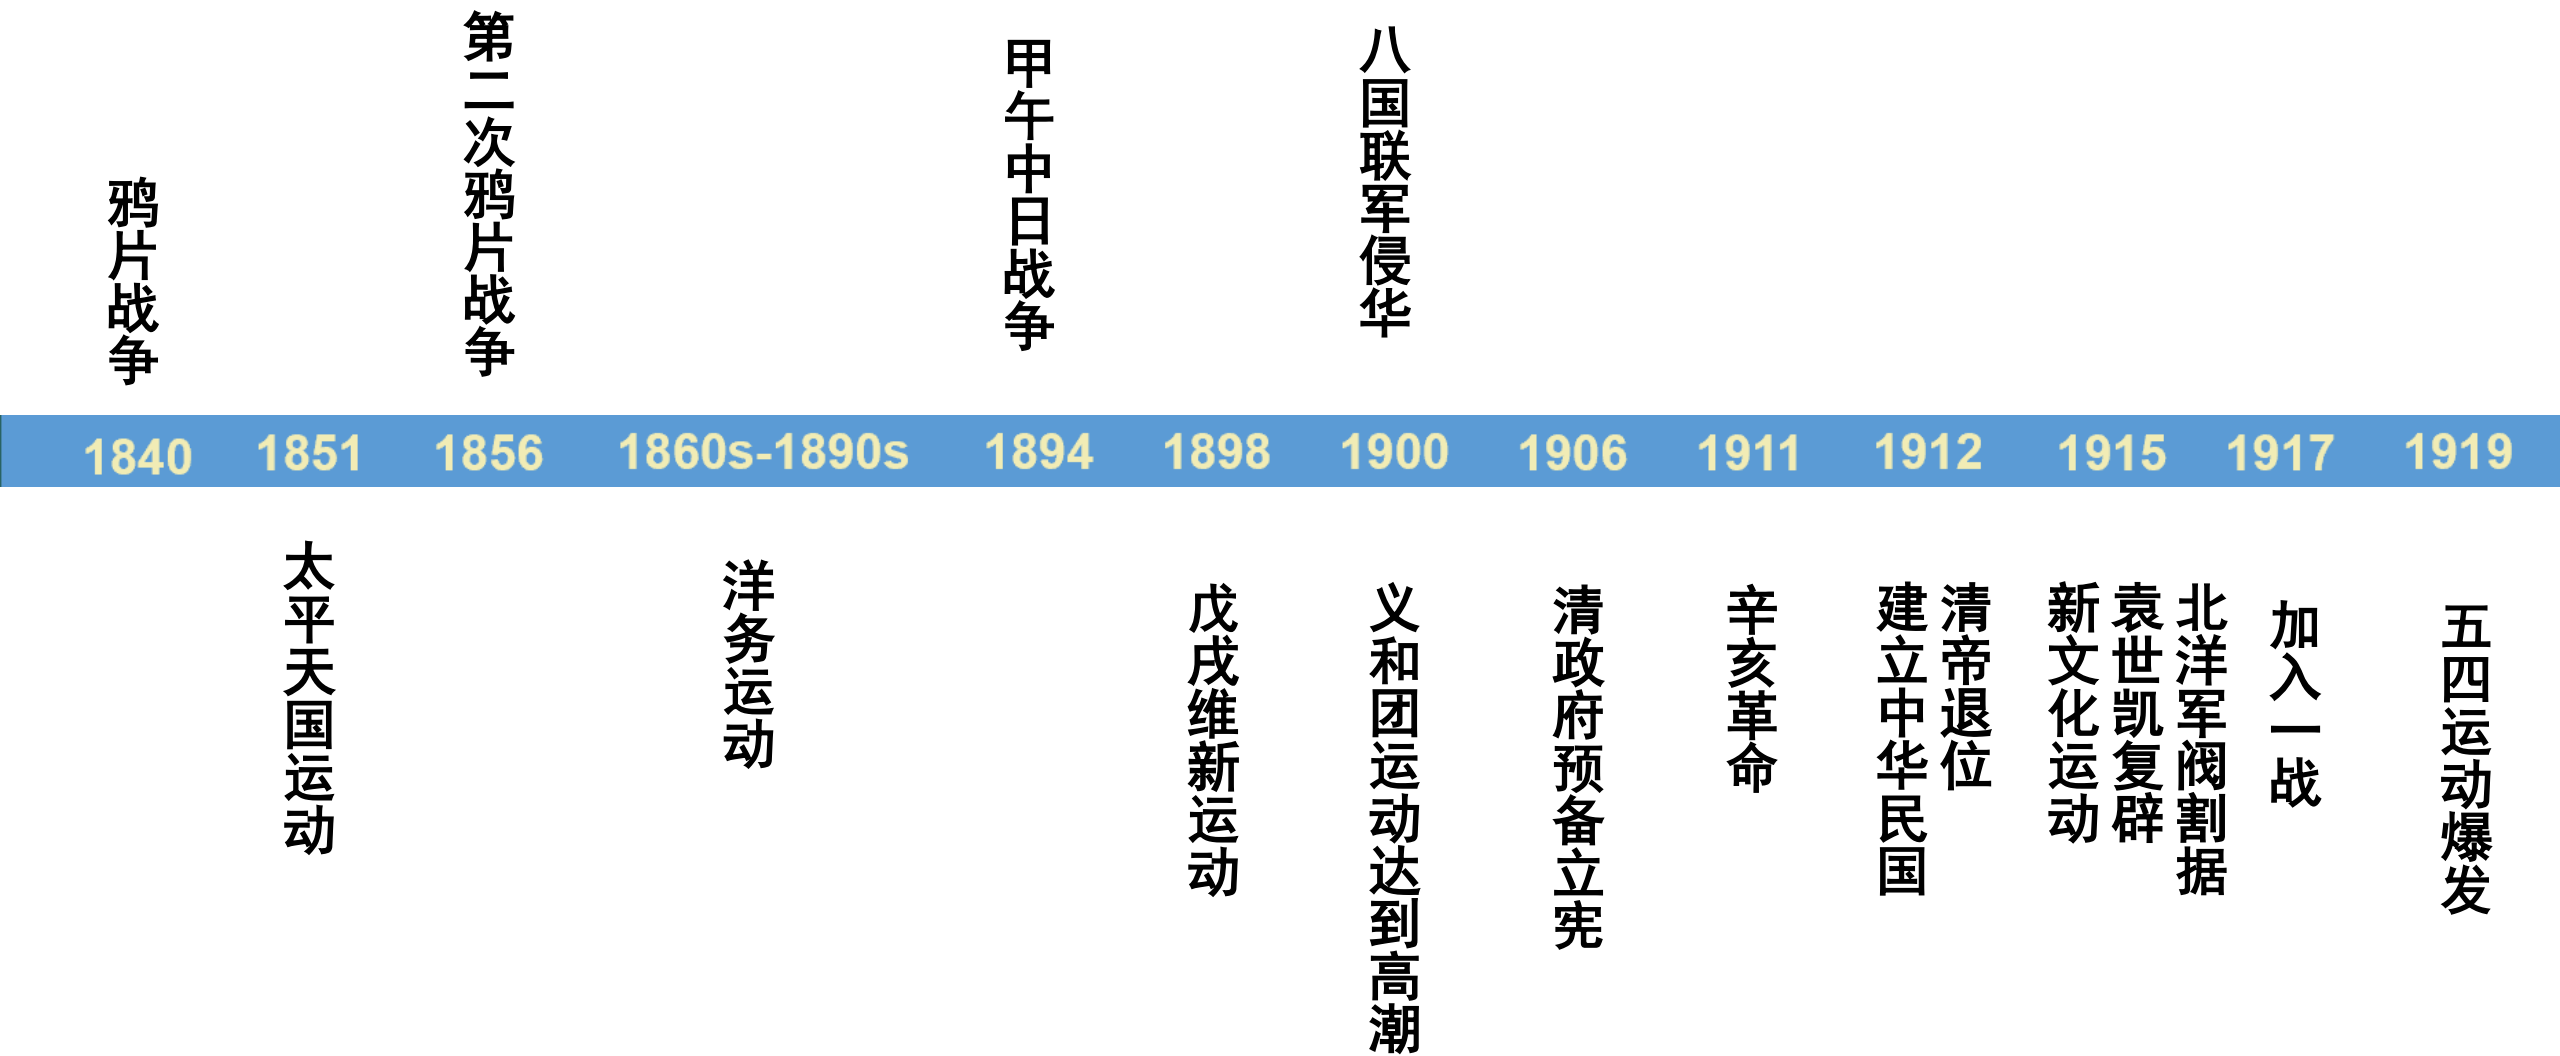 鸦片战争
第二次鸦片战争
甲午中日战争
八国联军侵华
1840 1851 1856 1860s-1890s 1894 1898 1900 1906 1911 1912 1915 1917 1919
太平天国运动
洋务运动
戊戌维新运动
义和团运动达到高潮
清政府预备立宪
辛亥革命
建立中华民国
清帝退位
新文化运动
袁世凯复辟
北洋军阀割据
加入一战
五四运动爆发